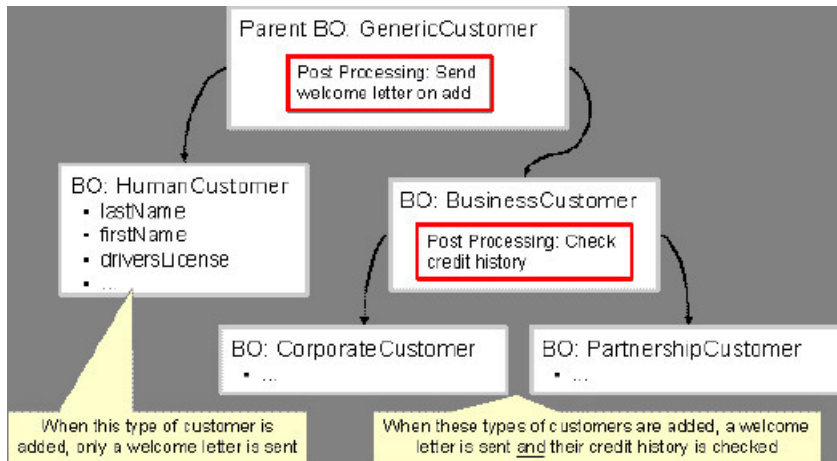 Parent BO: GenericCustomer
Post Processing: Send
welcome letter on add
BO: HumanCustomer
▪ lastName
▪ firstName
▪ driversLicense
▪ ...
BO: BusinessCustomer
Post Processing: Check
credit history
BO: CorporateCustomer
▪ ...
BO: PartnershipCustomer
▪ ...
When this type of customer is
added, only a welcome letter is sent
When these types of customers are added, a welcome
letter is sent and their credit history is checked